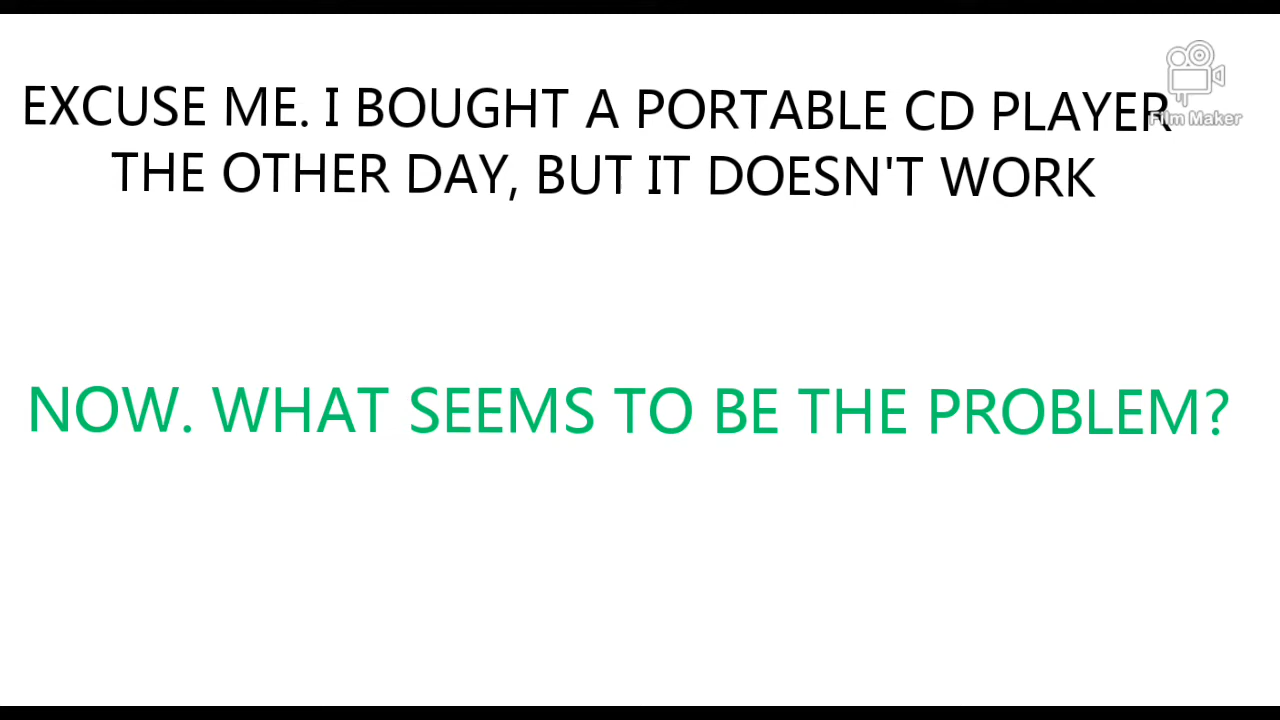 EXCUSE ME. I BOUGHT A PORTABLE CD PLAYER
THE OTHER DAY, BUT IT DOESN'T WORK
Film Maker
NOW. WHAT SEEMS TO BE THE PROBLEM?